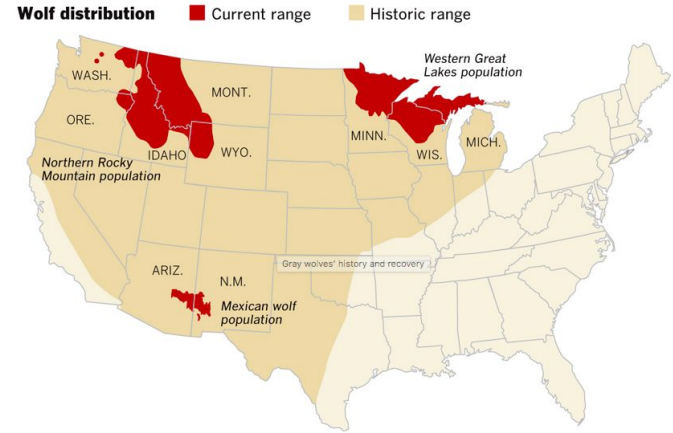 Wolf distribution
Current range
Historic range
Western Great
Lakes population
WASH.
MONT.
ORE.
MINN.
MICH.
IDAHO
WYO.
WIS.
Northern Rocky
Mountain population
Gray wolves' history and recovery
ARIZ.
N.M.
Mexican wolf
population